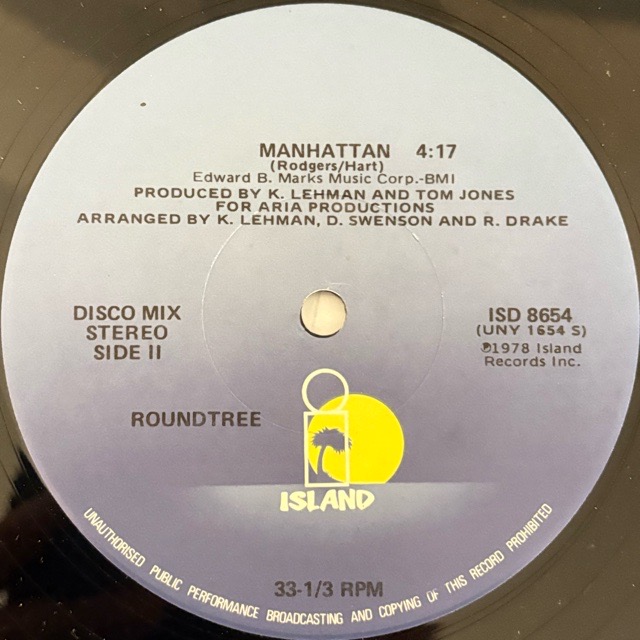 MANHATTAN 4:17
(Rodgers/Hart)
Edward B. Marks Music Corp.-BMI
PRODUCED BY K. LEHMAN AND TOM JONES
FOR ARIA PRODUCTIONS
ARRANGED BY K. LEHMAN, D. SWENSON AND R. DRAKE
DISCO MIX
STEREO
SIDE II
ISD 8654
(UNY 1654 S)
℗1978 Island
Records Inc.
ROUNDTREE
ISLAND
33-1/3 RPM
UNAUTHORISED PUBLIC PERFORMANCE BROADCASTING AND COPYING OF THIS RECORD PROHIBITED